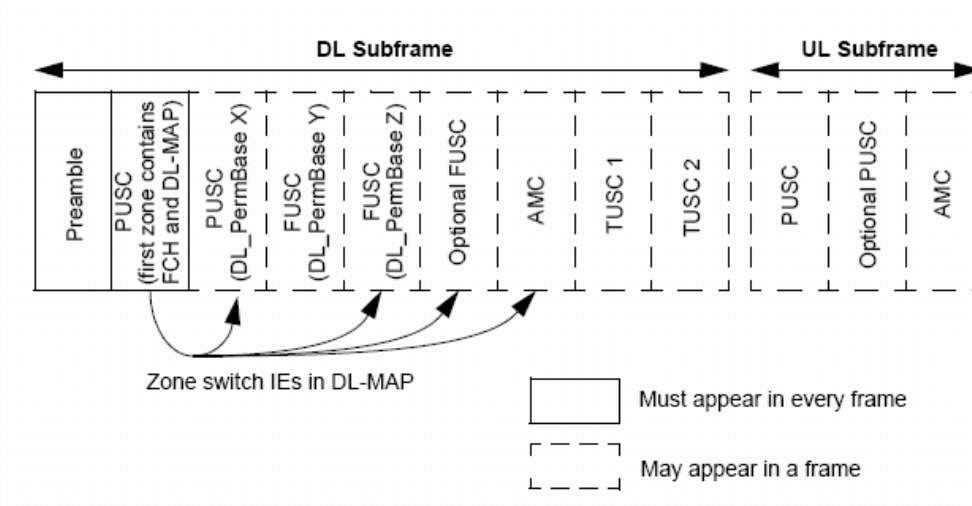 DL Subframe
UL Subframe
Preamble
PUSC
(first zone contains
FCH and DL-MAP)
PUSC
(DL_PermBase X)
FUSC
(DL_PermBase Y)
FUSC
(DL_PermBase Z)
Optional FUSC
AMC
TUSC 1
TUSC 2
PUSC
Optional PUSC
AMC
Zone switch IEs in DL-MAP
Must appear in every frame
May appear in a frame